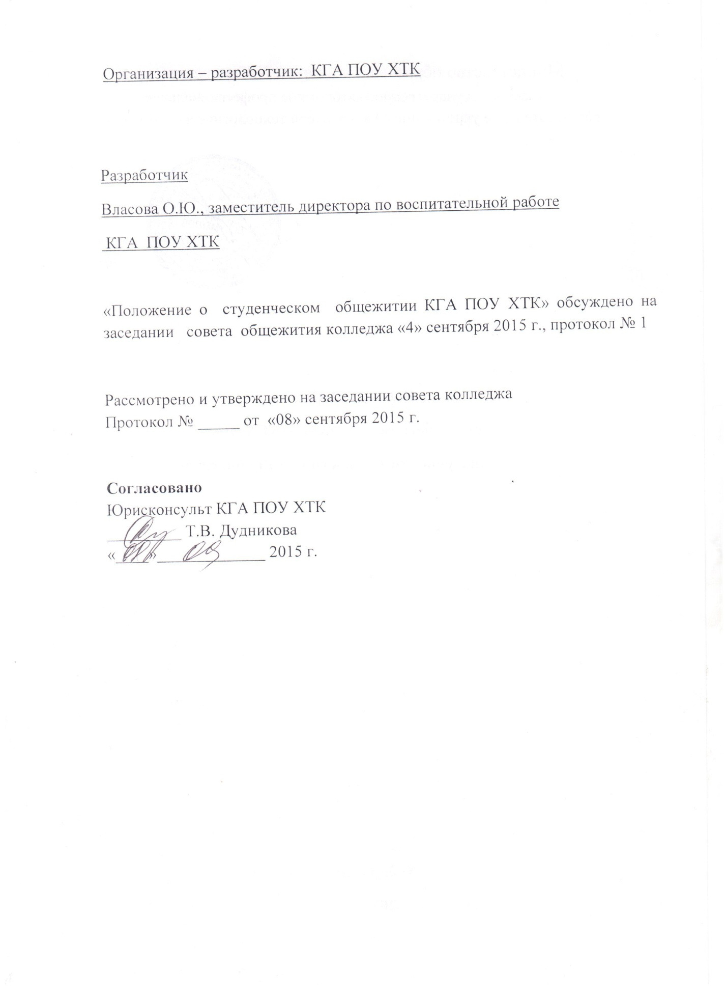 Организация – разработчик:  КГА ПОУ ХТК
Разработчик
Власова О.Ю., заместитель директора по воспитательной работе
КГА  ПОУ ХТК
«Положение о  студенческом  общежитии КГА ПОУ ХТК» обсуждено на
заседании  совета  общежития колледжа «4» сентября 2015 г., протокол № 1
Рассмотрено и утверждено на заседании совета колледжа
Протокол № _____ от  «08» сентября 2015 г.
Согласовано
Юрисконсульт КГА ПОУ ХТК
_________ Т.В. Дудникова
«08» 09 2015 г.